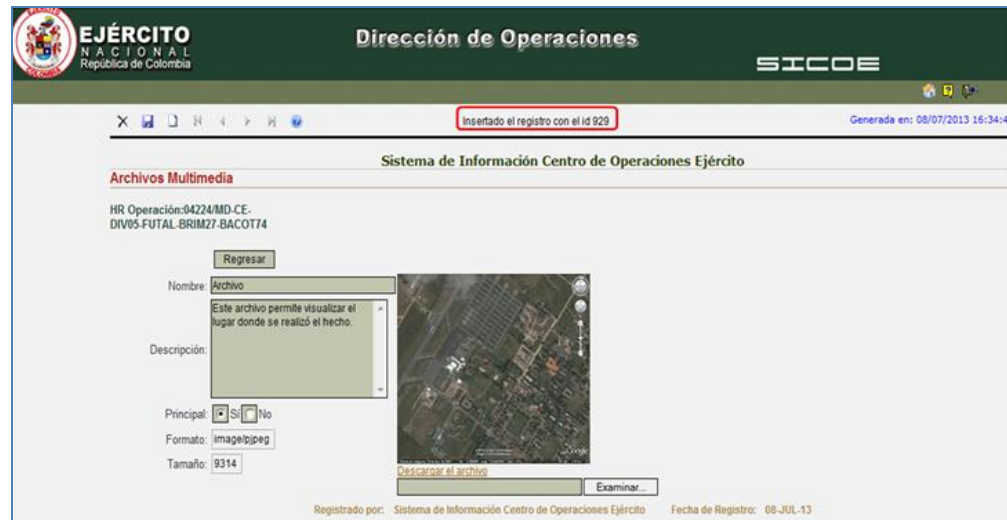 EJÉRCITO
NACIONAL
República de Colombia
Dirección de Operaciones
SICOE
Insertado el registro con el id 929
Generada en: 08/07/2013 16:34:4
Sistema de Información Centro de Operaciones Ejército
Archivos Multimedia
HR Operación:04224/MD-CE-
DIV05-FUTAL-BRIM27-BACOT74
Regresar
Nombre: Archivo
Este archivo permite visualizar el
lugar donde se realizó el hecho.
Descripción:
Principal: Sí No
Formato: image/pjpeg
Tamaño: 9314
Google
Descargar el archivo
Examinar...
Registrado por: Sistema de Información Centro de Operaciones Ejército Fecha de Registro: 08-JUL-13